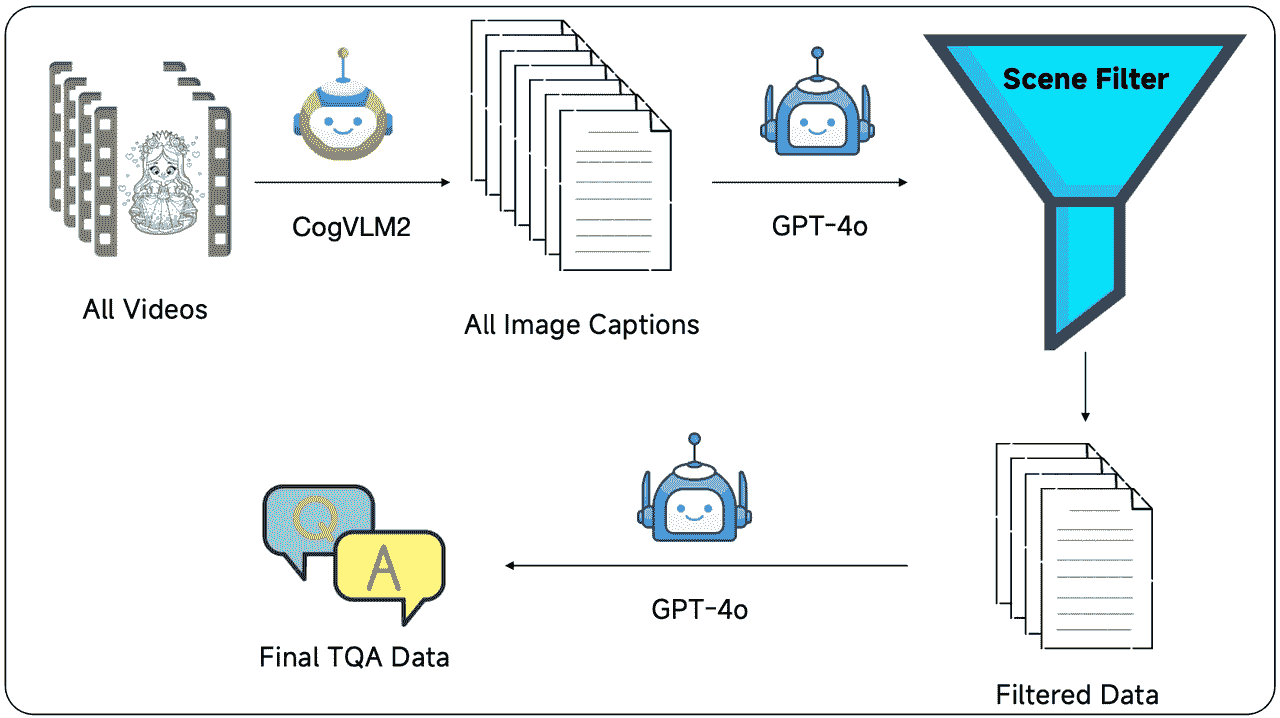 Scene Filter
CogVLM2
GPT-4o
All Videos
All Image Captions
Q
A
GPT-4o
Final TQA Data
Filtered Data